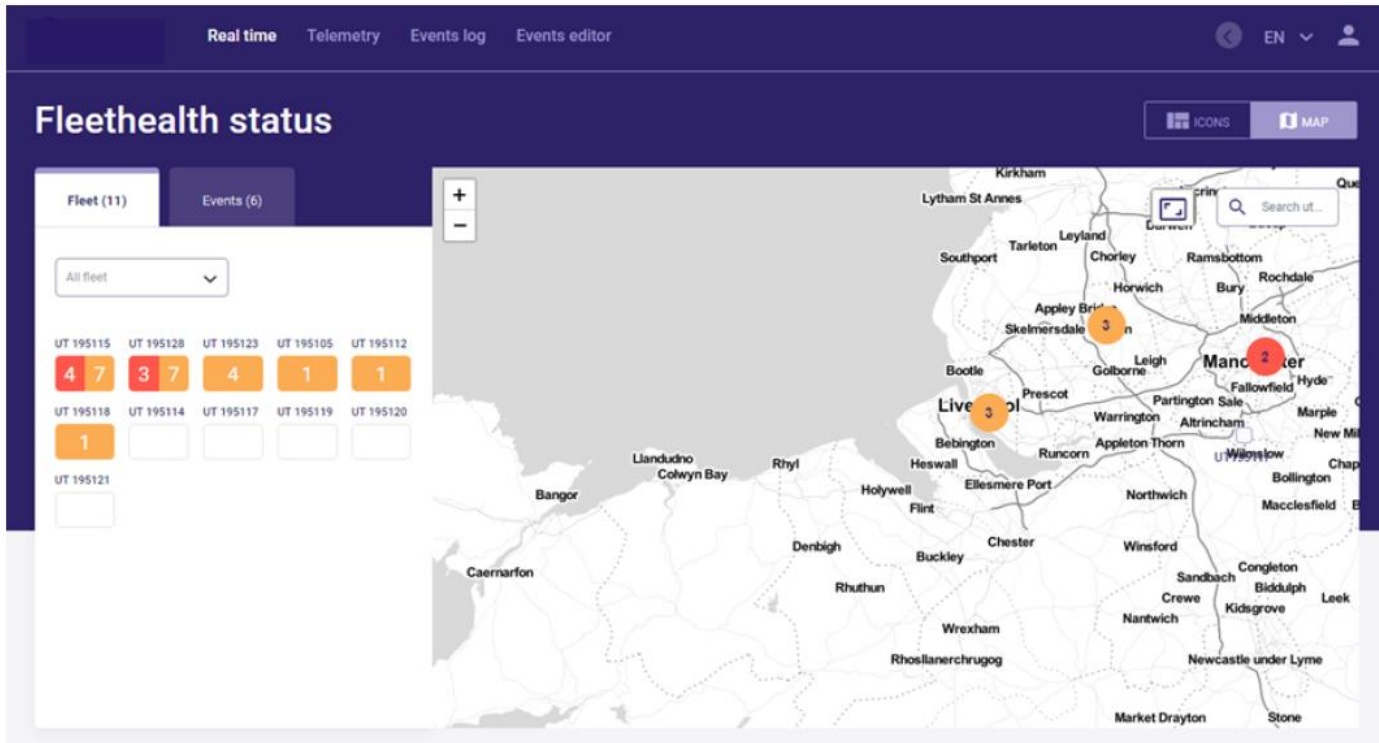 Real time Telemetry Events log Events editor EN
Fleethealth status
ICONS MAP
Fleet (11) Events (6)
All fleet
UT 195115 UT 195128 UT 195123 UT 195105 UT 195112
4 7 3 7 4 1 1
UT 195118 UT 195114 UT 195117 UT 195119 UT 195120
1
UT 195121
+
−
Search ut...
Kirkham
Lytham St Annes
Leyland
Tarleton
Southport
Chorley
Ramsbottom
Rochdale
Horwich
Bury
Middleton
3
Skelmersdale
2
Leigh
Golborne
Bootle
Fallowfield
Hyde
Prescot
Partington
Sale
3
Warrington
Altrincham
Marple
Bebington
Appleton Thorn
Runcorn
Heswall
Llandudno
Colwyn Bay
Rhyl
Bollington
Ellesmere Port
Holywell
Bangor
Northwich
Macclesfield
Flint
Chester
Denbigh
Buckley
Winsford
Caernarfon
Congleton
Sandbach
Biddulph
Rhuthun
Crewe
Leek
Kidsgrove
Nantwich
Wrexham
Rhosllanerchrugog
Newcastle under Lyme
Market Drayton
Stone